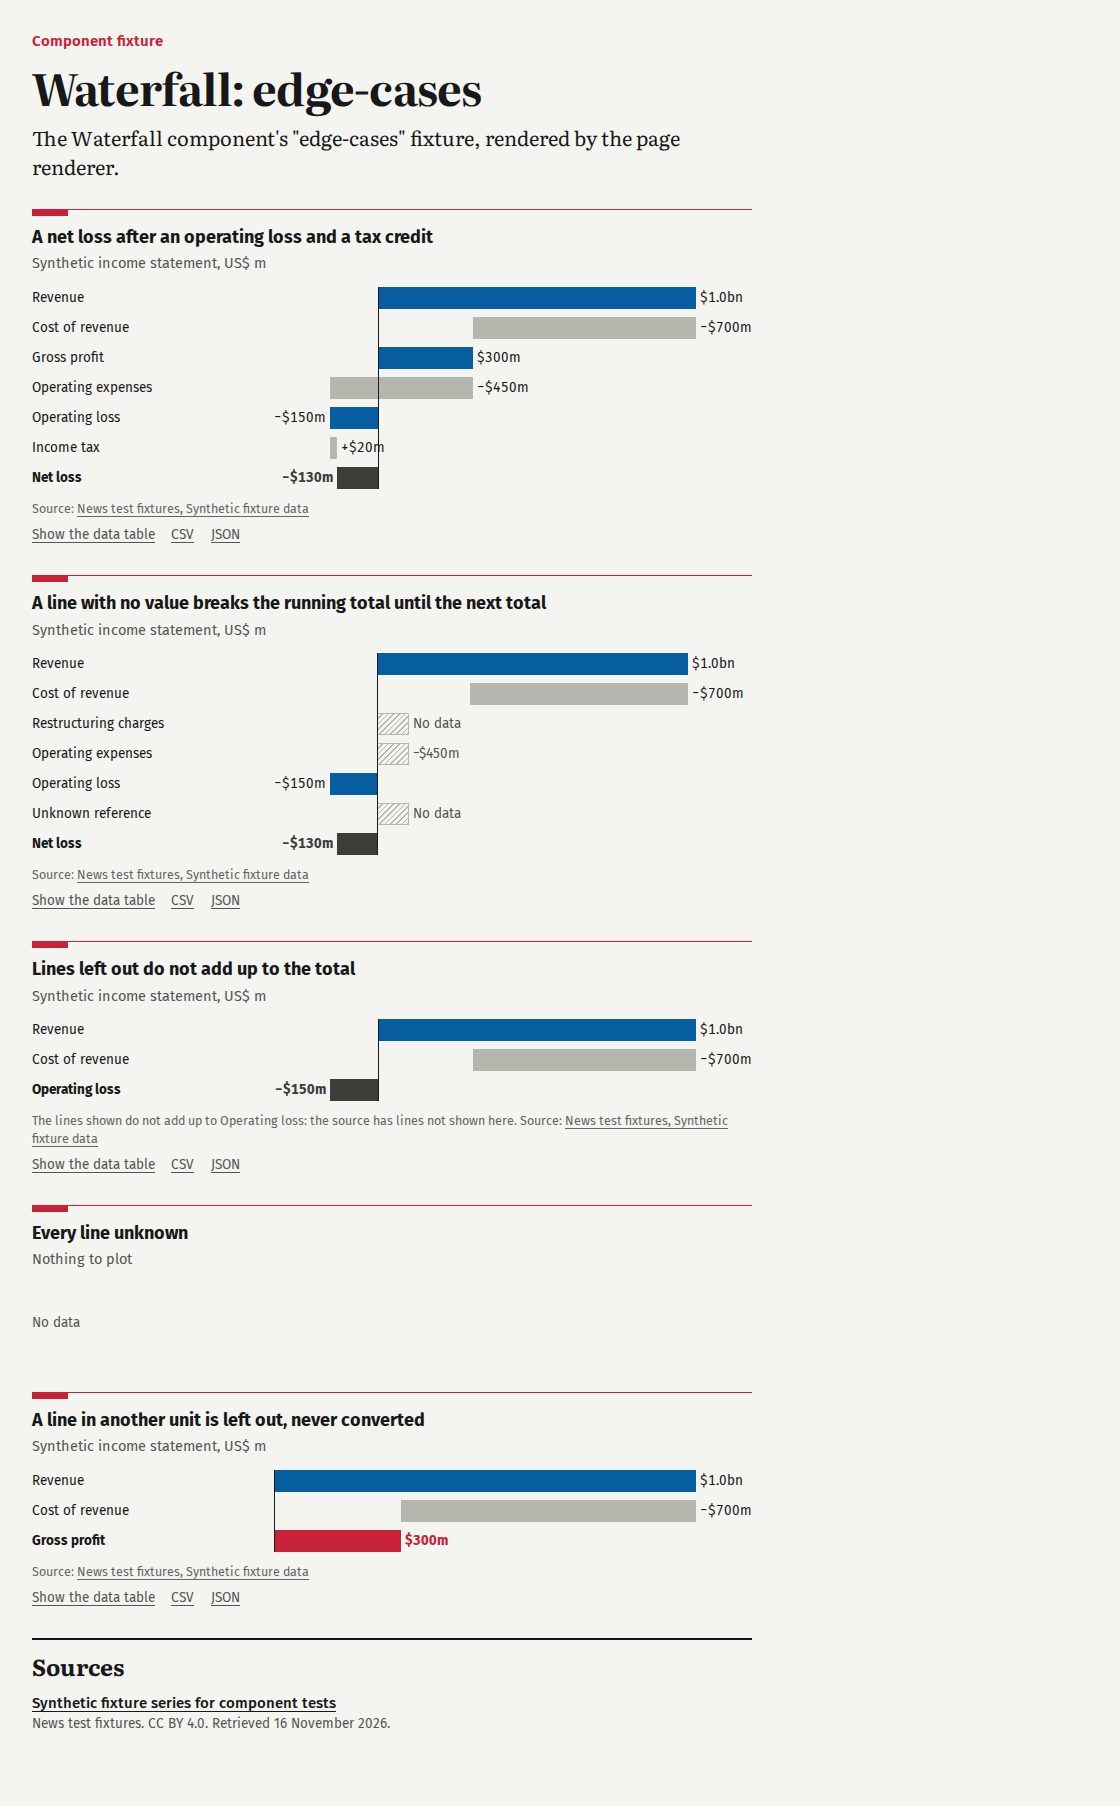 Component fixture
Waterfall: edge-cases
The Waterfall component's "edge-cases" fixture, rendered by the page
renderer.
A net loss after an operating loss and a tax credit
Synthetic income statement, US$ m
Revenue $1.0bn
Cost of revenue −$700m
Gross profit $300m
Operating expenses −$450m
Operating loss −$150m
Income tax +$20m
Net loss −$130m
Source: News test fixtures, Synthetic fixture data
Show the data table CSV JSON
A line with no value breaks the running total until the next total
Synthetic income statement, US$ m
Revenue $1.0bn
Cost of revenue −$700m
Restructuring charges No data
Operating expenses −$450m
Operating loss −$150m
Unknown reference No data
Net loss −$130m
Source: News test fixtures, Synthetic fixture data
Show the data table CSV JSON
Lines left out do not add up to the total
Synthetic income statement, US$ m
Revenue $1.0bn
Cost of revenue −$700m
Operating loss −$150m
The lines shown do not add up to Operating loss: the source has lines not shown here. Source: News test fixtures, Synthetic
fixture data
Show the data table CSV JSON
Every line unknown
Nothing to plot
No data
A line in another unit is left out, never converted
Synthetic income statement, US$ m
Revenue $1.0bn
Cost of revenue −$700m
Gross profit $300m
Source: News test fixtures, Synthetic fixture data
Show the data table CSV JSON
Sources
Synthetic fixture series for component tests
News test fixtures. CC BY 4.0. Retrieved 16 November 2026.